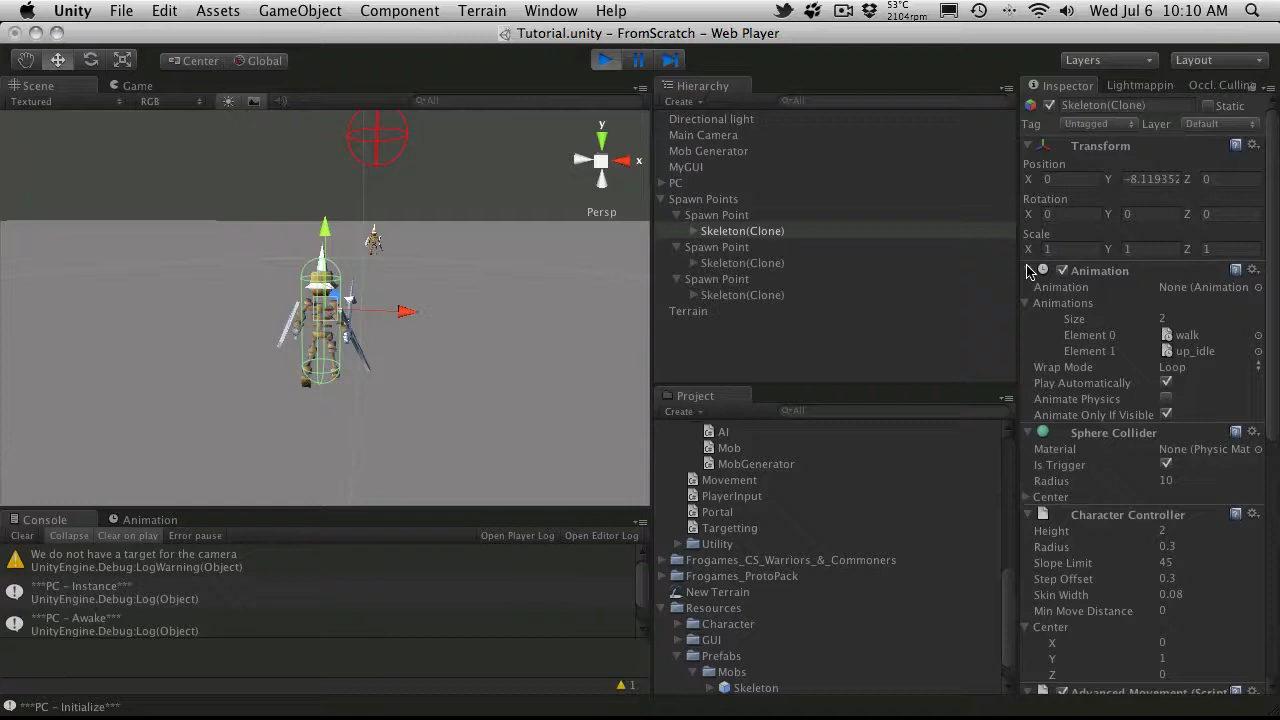 Unity File Edit Assets GameObject Component Terrain Window Help 53°C 2104rpm Wed Jul 6 10:10 AM
Tutorial.unity - FromScratch - Web Player
Center Global Layers Layout
Scene Game
Textured RGB All
y
x
Persp
Hierarchy
Create All
Directional light
Main Camera
Mob Generator
MyGUI
PC
Spawn Points
Spawn Point
Skeleton(Clone)
Spawn Point
Skeleton(Clone)
Spawn Point
Skeleton(Clone)
Terrain
Project
Create All
AI
Mob
MobGenerator
Movement
PlayerInput
Portal
Targetting
Utility
Frogames_CS_Warriors_&_Commoners
Frogames_ProtoPack
New Terrain
Resources
Character
GUI
Prefabs
Mobs
Skeleton
Inspector Lightmappin Occl. Culling
Skeleton(Clone) Static
Tag Untagged Layer Default
Transform
Position
X 0 Y -8.119352 Z 0
Rotation
X 0 Y 0 Z 0
Scale
X 1 Y 1 Z 1
Animation
Animation None (Animation
Animations
Size 2
Element 0 walk
Element 1 up_idle
Wrap Mode Loop
Play Automatically
Animate Physics
Animate Only If Visible
Sphere Collider
Material None (Physic Mat
Is Trigger
Radius 10
Center
Character Controller
Height 2
Radius 0.3
Slope Limit 45
Step Offset 0.3
Skin Width 0.08
Min Move Distance 0
Center
X 0
Y 1
Z 0
Advanced Movement (Script
Console Animation
Clear Collapse Clear on play Error pause Open Player Log Open Editor Log
We do not have a target for the camera
UnityEngine.Debug:LogWarning(Object)
***PC - Instance***
UnityEngine.Debug:Log(Object)
***PC - Awake***
UnityEngine.Debug:Log(Object)
1
***PC - Initialize***